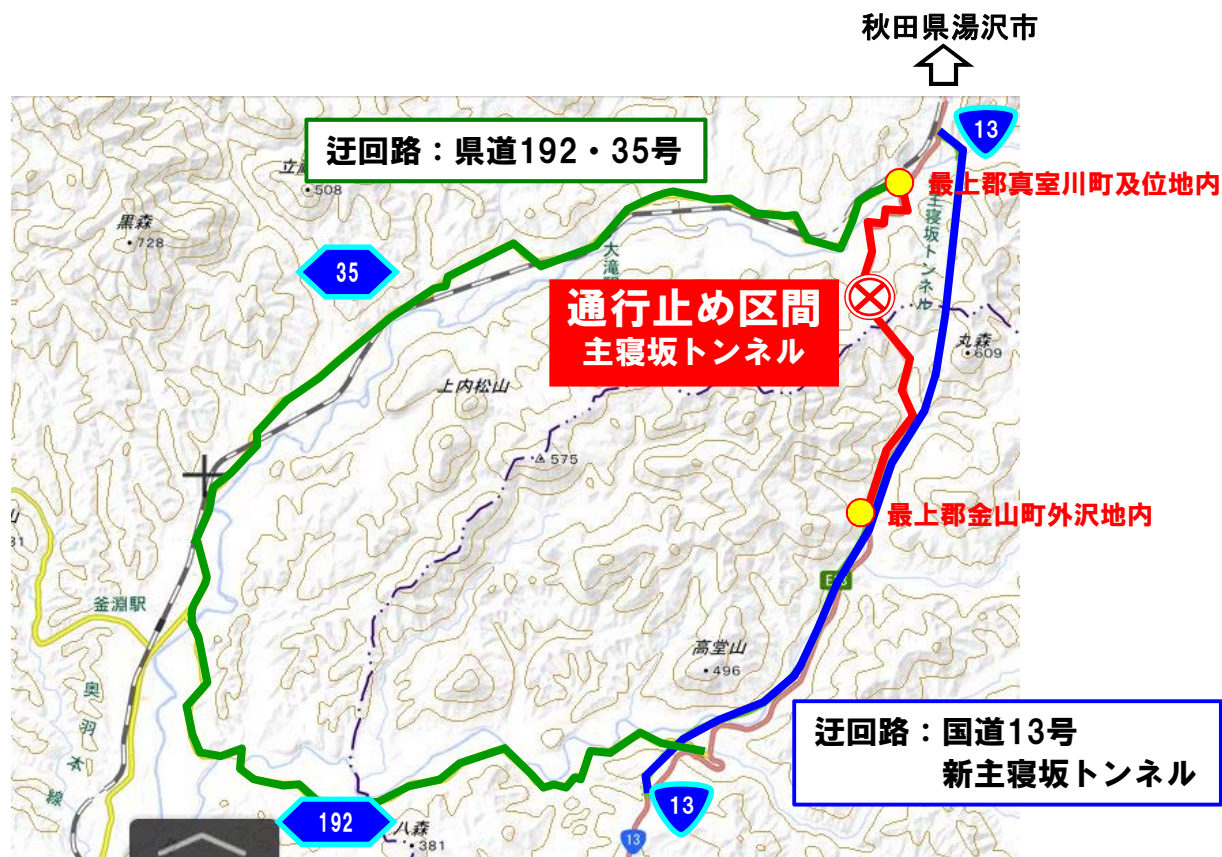 秋田県湯沢市
13
迂回路：県道192・35号
508
最上郡真室川町及位地内
黒森
728
35
主寝坂トンネル
通行止め区間
主寝坂トンネル
丸森
609
上内松山
575
最上郡金山町外沢地内
釜淵駅
高堂山
496
奥羽本線
迂回路：国道13号
新主寝坂トンネル
13
192
八森
381
13